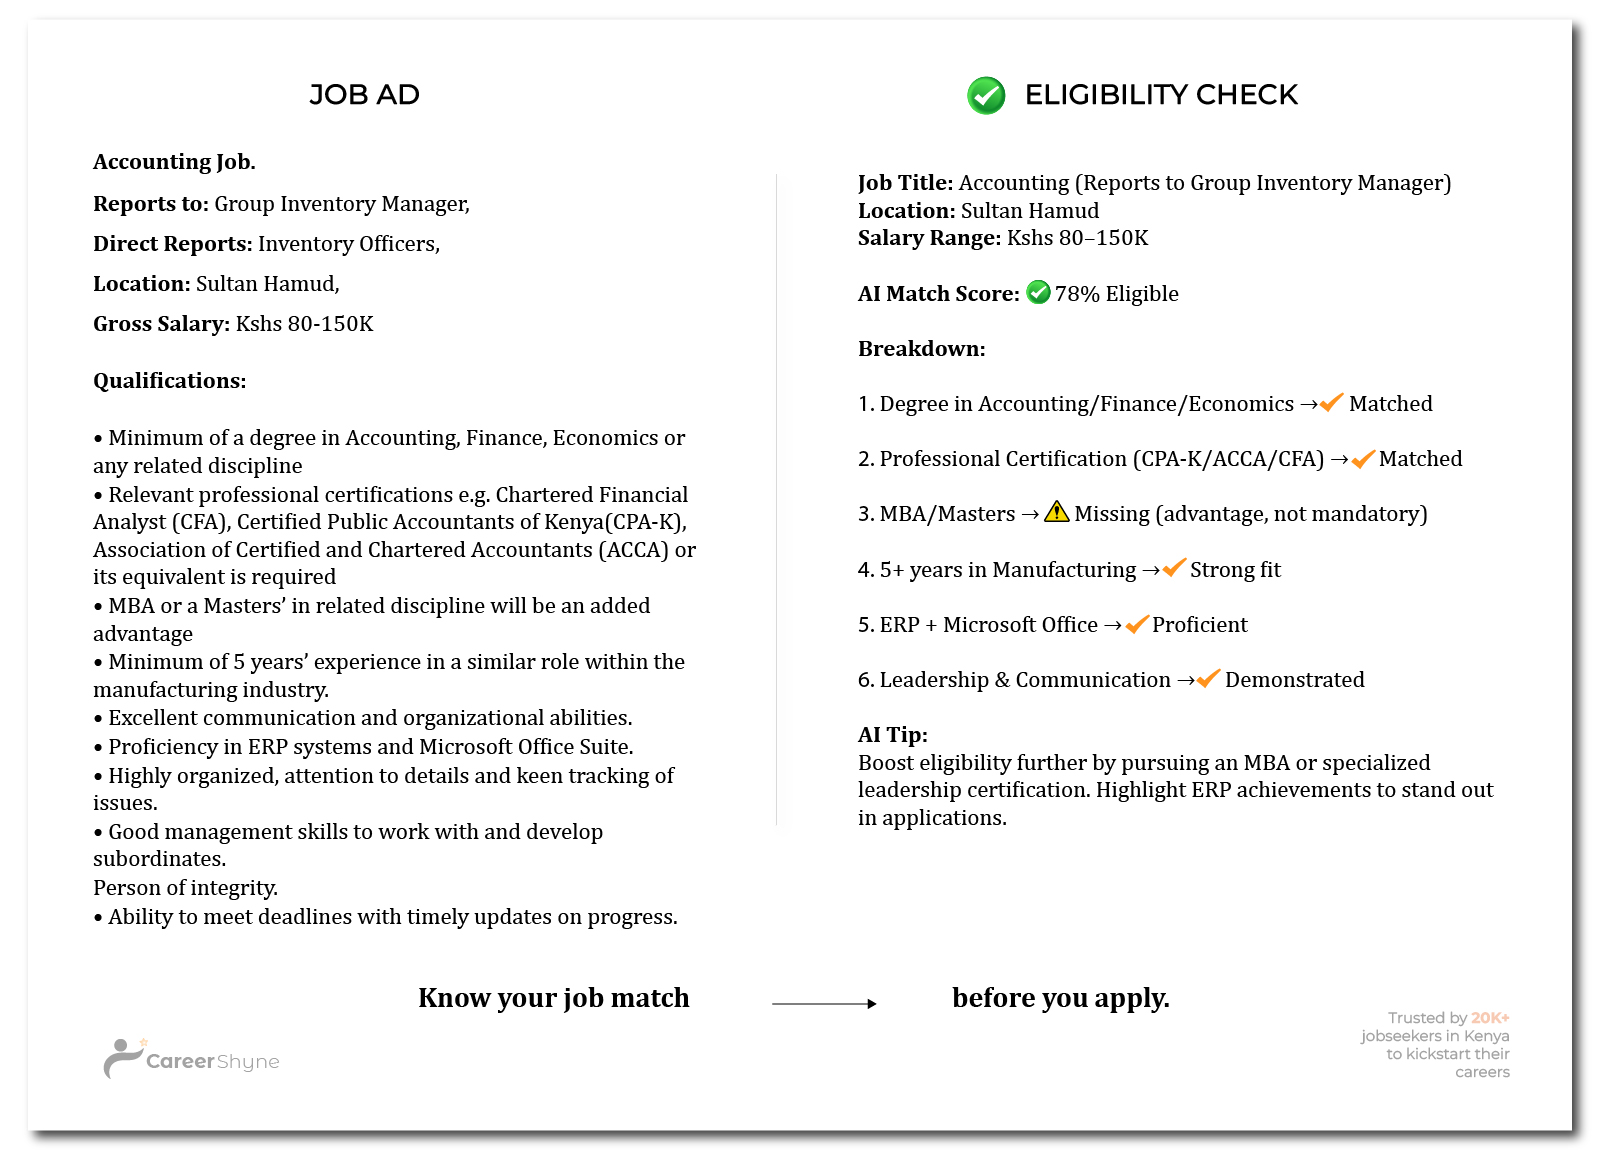 JOB AD
Accounting Job.
Reports to: Group Inventory Manager,
Direct Reports: Inventory Officers,
Location: Sultan Hamud,
Gross Salary: Kshs 80-150K
Qualifications:
• Minimum of a degree in Accounting, Finance, Economics or
any related discipline
• Relevant professional certifications e.g. Chartered Financial
Analyst (CFA), Certified Public Accountants of Kenya(CPA-K),
Association of Certified and Chartered Accountants (ACCA) or
its equivalent is required
• MBA or a Masters’ in related discipline will be an added
advantage
• Minimum of 5 years’ experience in a similar role within the
manufacturing industry.
• Excellent communication and organizational abilities.
• Proficiency in ERP systems and Microsoft Office Suite.
• Highly organized, attention to details and keen tracking of
issues.
• Good management skills to work with and develop
subordinates.
Person of integrity.
• Ability to meet deadlines with timely updates on progress.
ELIGIBILITY CHECK
Job Title: Accounting (Reports to Group Inventory Manager)
Location: Sultan Hamud
Salary Range: Kshs 80–150K
AI Match Score: ✅ 78% Eligible
Breakdown:
1. Degree in Accounting/Finance/Economics → ✔ Matched
2. Professional Certification (CPA-K/ACCA/CFA) → ✔ Matched
3. MBA/Masters → ⚠ Missing (advantage, not mandatory)
4. 5+ years in Manufacturing → ✔ Strong fit
5. ERP + Microsoft Office → ✔ Proficient
6. Leadership & Communication → ✔ Demonstrated
AI Tip:
Boost eligibility further by pursuing an MBA or specialized
leadership certification. Highlight ERP achievements to stand out
in applications.
Know your job match → before you apply.
CareerShyne
Trusted by 20K+
jobseekers in Kenya
to kickstart their
careers